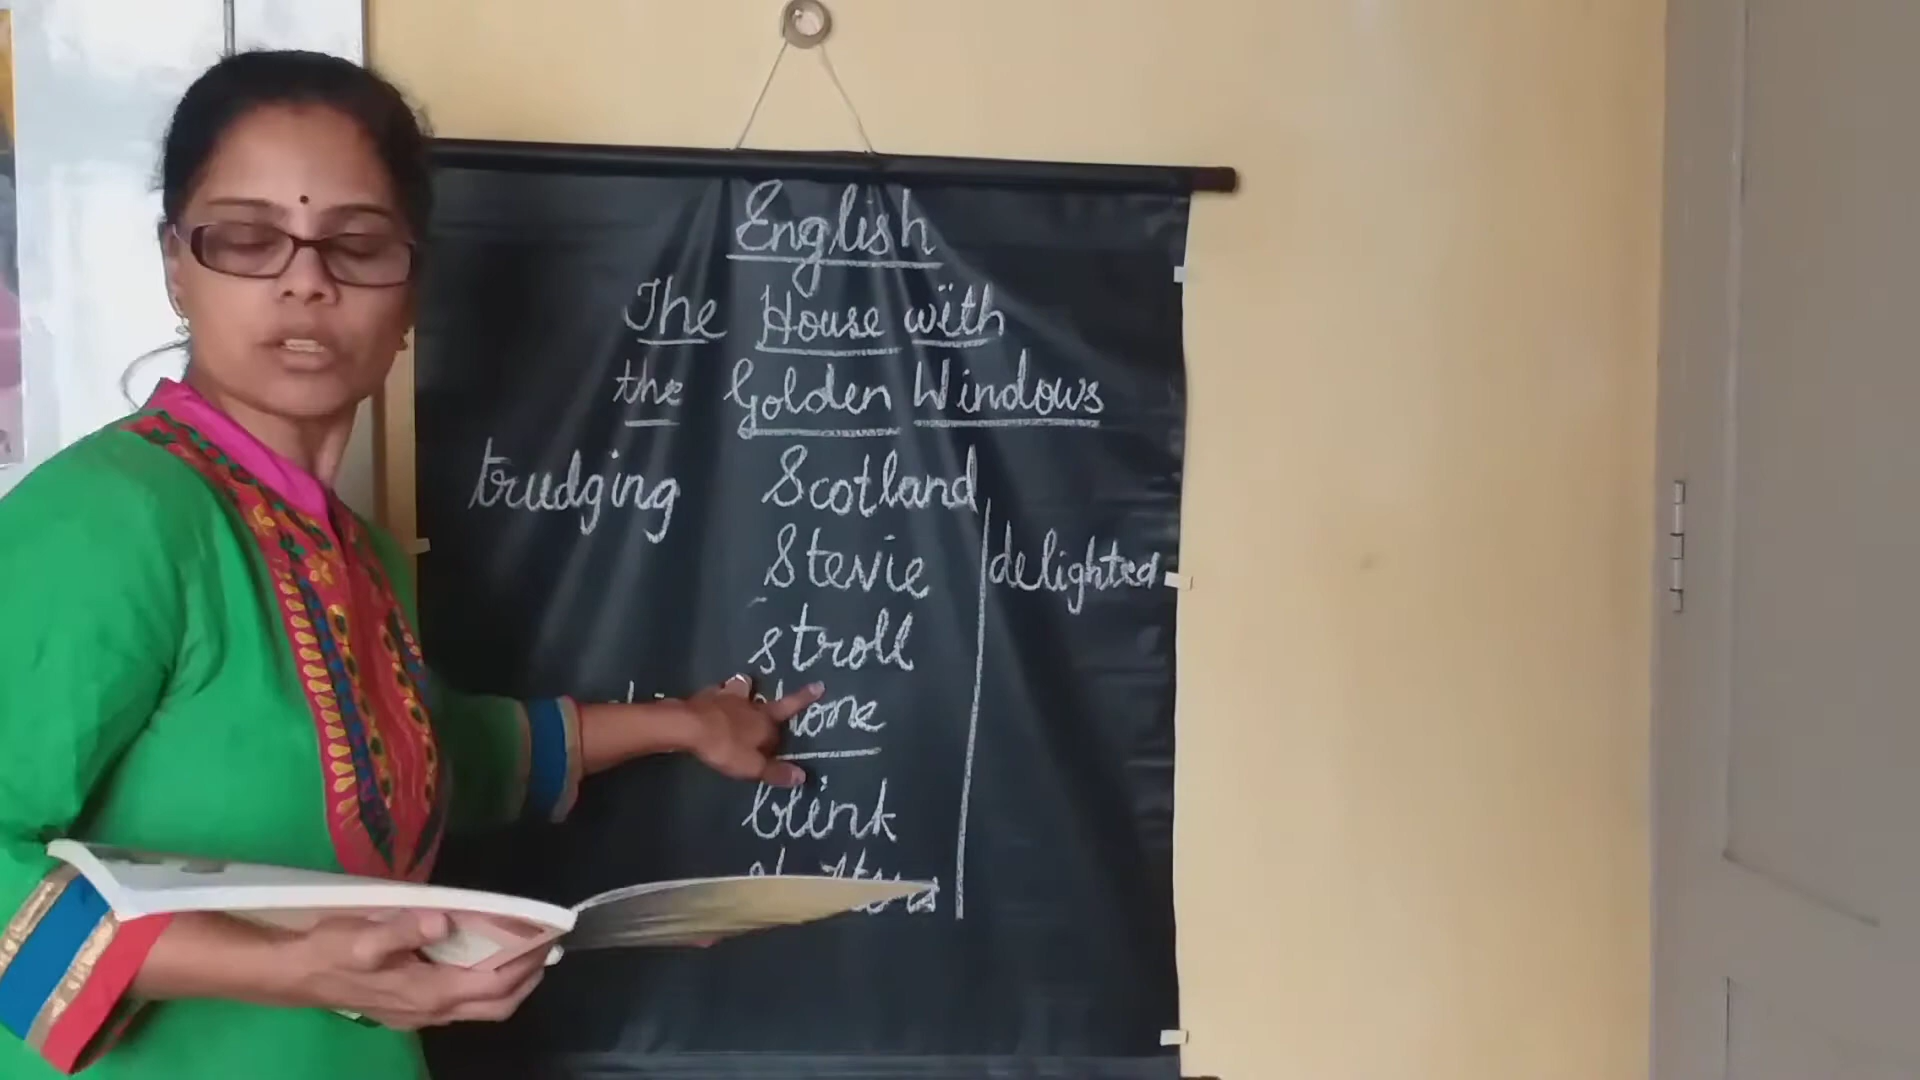 English
The House with
the Golden Windows
trudging Scotland
Stevie delighted
stroll
blink